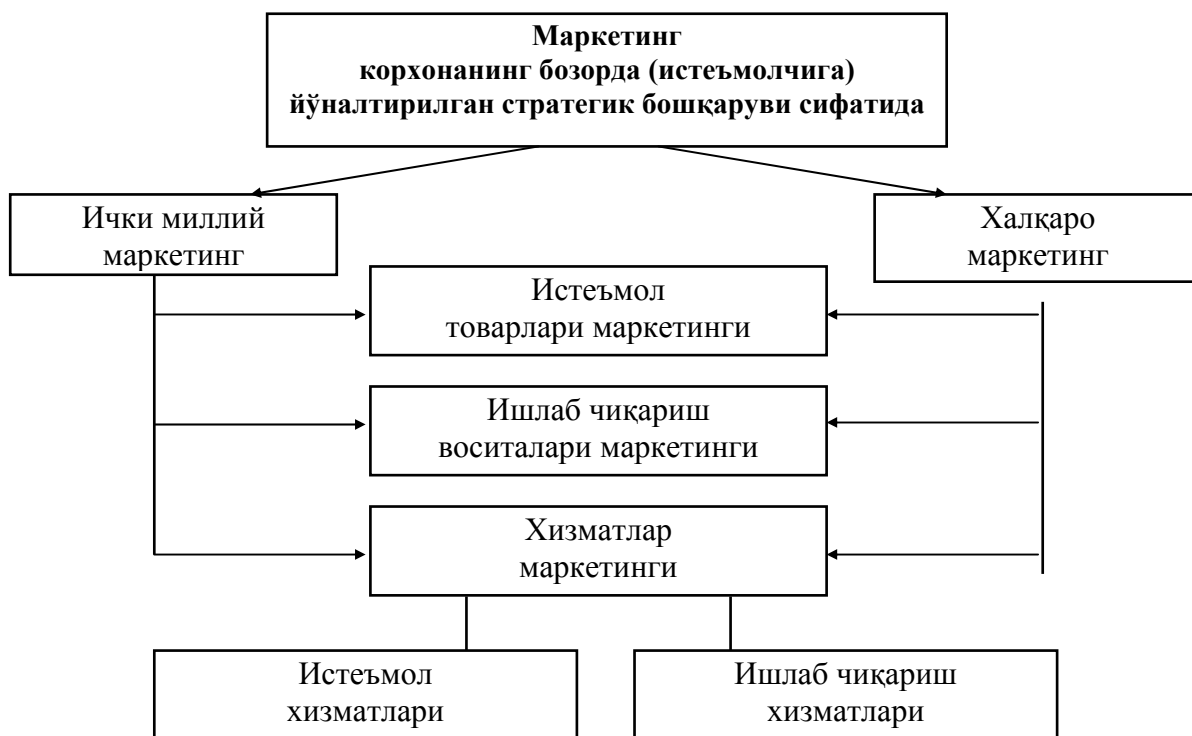 Маркетинг
корхонанинг бозорда (истеъмолчига)
йўналтирилган стратегик бошқаруви сифатида
Ички миллий
маркетинг
Халқаро
маркетинг
Истеъмол
товарлари маркетинги
Ишлаб чиқариш
воситалари маркетинги
Хизматлар
маркетинги
Истеъмол
хизматлари
Ишлаб чиқариш
хизматлари